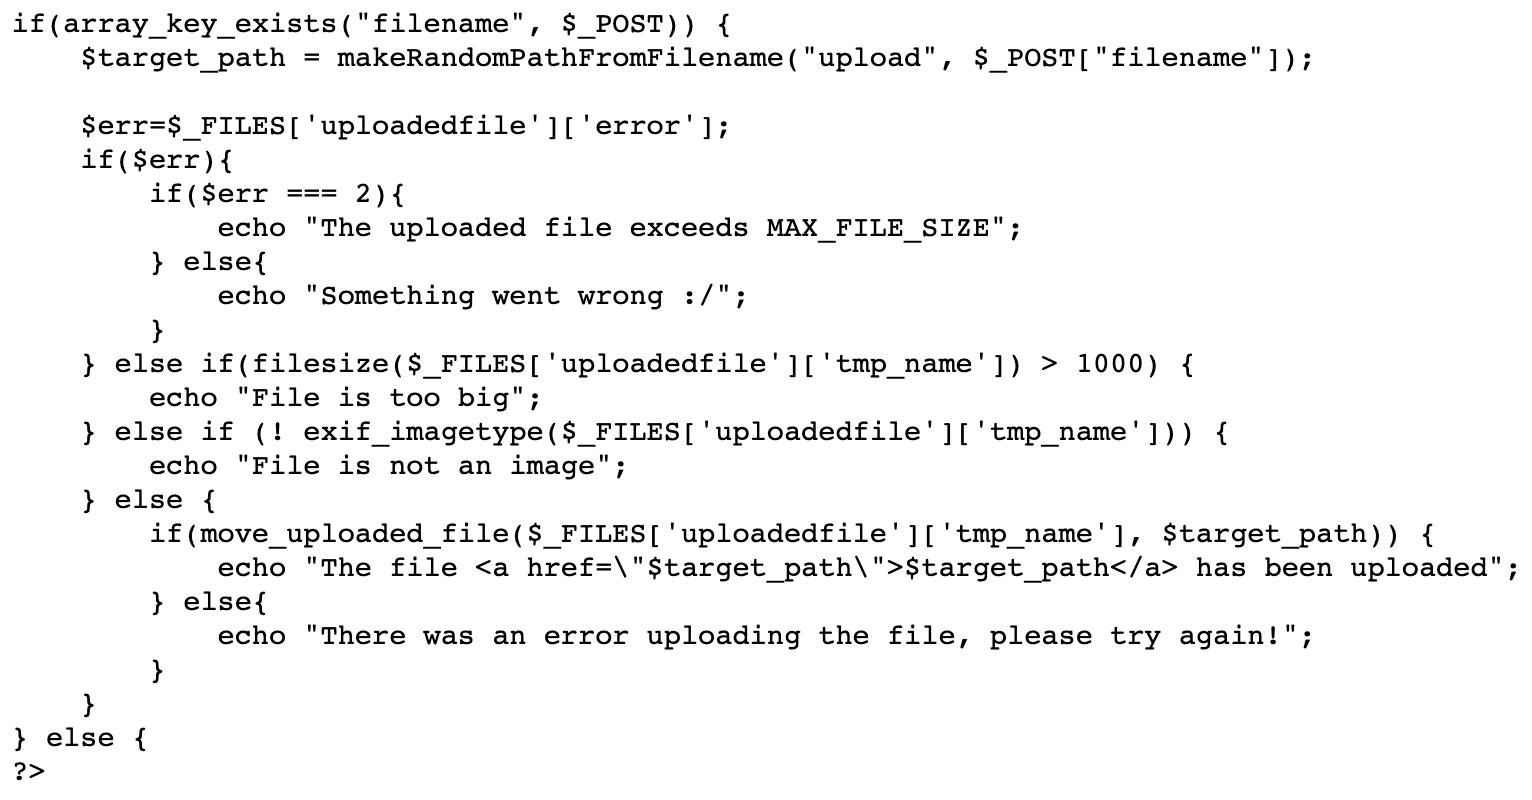 if(array_key_exists("filename", $_POST)) {
    $target_path = makeRandomPathFromFilename("upload", $_POST["filename"]);

    $err=$_FILES['uploadedfile']['error'];
    if($err){
        if($err === 2){
            echo "The uploaded file exceeds MAX_FILE_SIZE";
        } else{
            echo "Something went wrong :/";
        }
    } else if(filesize($_FILES['uploadedfile']['tmp_name']) > 1000) {
        echo "File is too big";
    } else if (! exif_imagetype($_FILES['uploadedfile']['tmp_name'])) {
        echo "File is not an image";
    } else {
        if(move_uploaded_file($_FILES['uploadedfile']['tmp_name'], $target_path)) {
            echo "The file <a href=\"$target_path\">$target_path</a> has been uploaded";
        } else{
            echo "There was an error uploading the file, please try again!";
        }
    }
} else {
?>